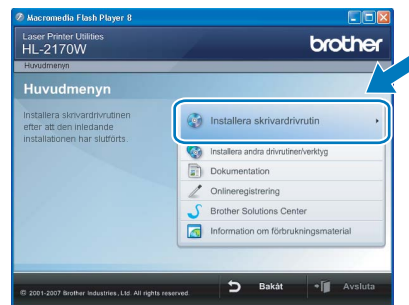 Macromedia Flash Player 8
Laser Printer Utilities
HL-2170W
brother
Huvudmenyn
Huvudmenyn
Installera skrivardrivrutinen
efter att den inledande
installationen har slutförts.
Installera skrivardrivrutin
Installera andra drivrutiner/verktyg
Dokumentation
Onlineregistrering
Brother Solutions Center
Information om förbrukningsmaterial
© 2001-2007 Brother Industries, Ltd. All rights reserved.
Bakåt
Avsluta